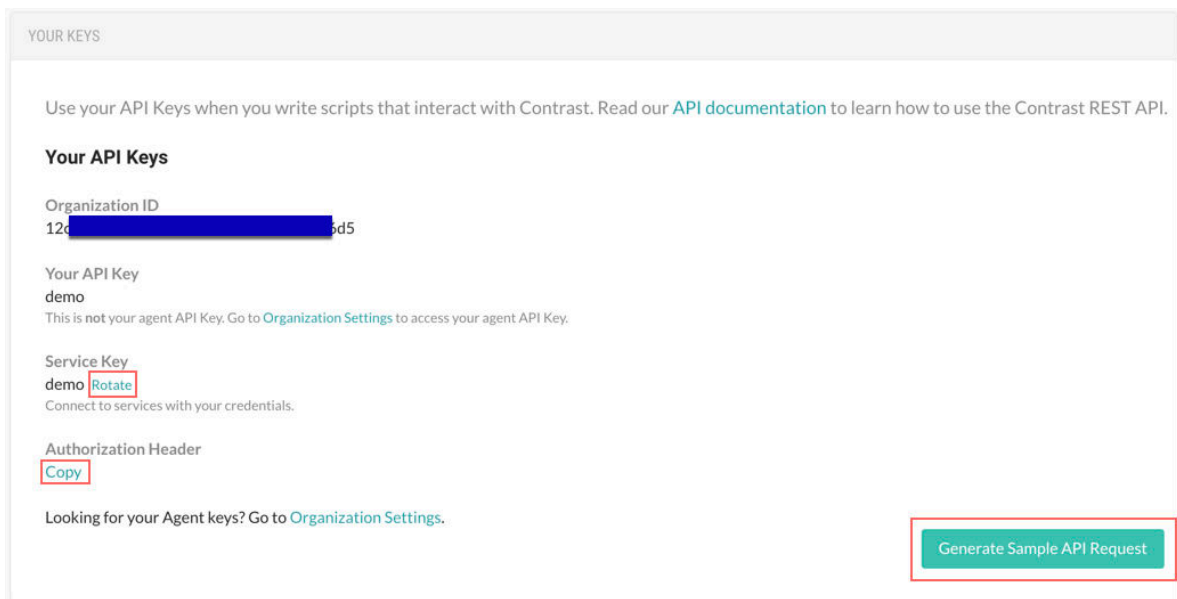 YOUR KEYS
Use your API Keys when you write scripts that interact with Contrast. Read our API documentation to learn how to use the Contrast REST API.
Your API Keys
Organization ID
12 d5
Your API Key
demo
This is not your agent API Key. Go to Organization Settings to access your agent API Key.
Service Key
demo Rotate
Connect to services with your credentials.
Authorization Header
Copy
Looking for your Agent keys? Go to Organization Settings.
Generate Sample API Request